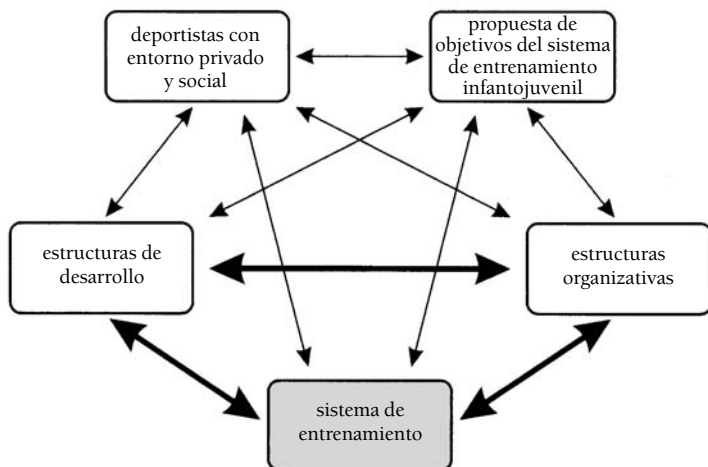 deportistas con
entorno privado
y social
propuesta de
objetivos del sistema
de entrenamiento
infantojuvenil
estructuras de
desarrollo
estructuras
organizativas
sistema de
entrenamiento